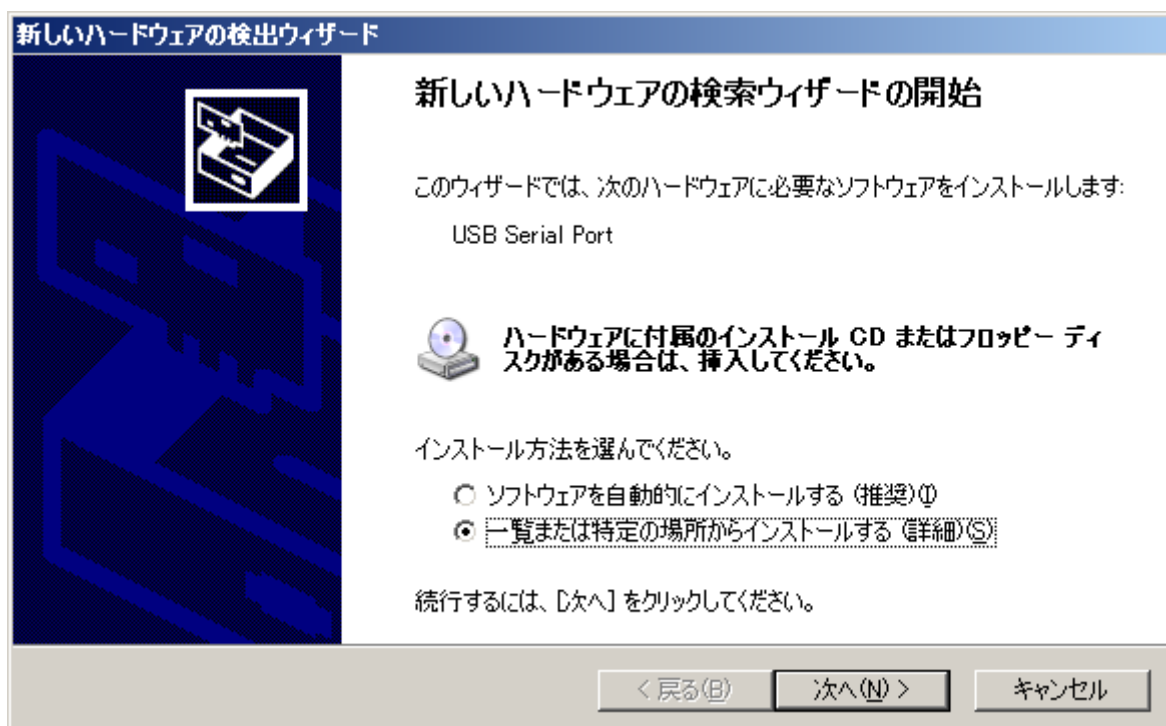 新しいハードウェアの検出ウィザード
新しいハードウェアの検索ウィザードの開始
このウィザードでは、次のハードウェアに必要なソフトウェアをインストールします:
USB Serial Port
ハードウェアに付属のインストール CD またはフロッピー ディ
スクがある場合は、挿入してください。
インストール方法を選んでください。
ソフトウェアを自動的にインストールする (推奨)(I)
一覧または特定の場所からインストールする (詳細)(S)
続行するには、[次へ] をクリックしてください。
< 戻る(B) 次へ(N) > キャンセル